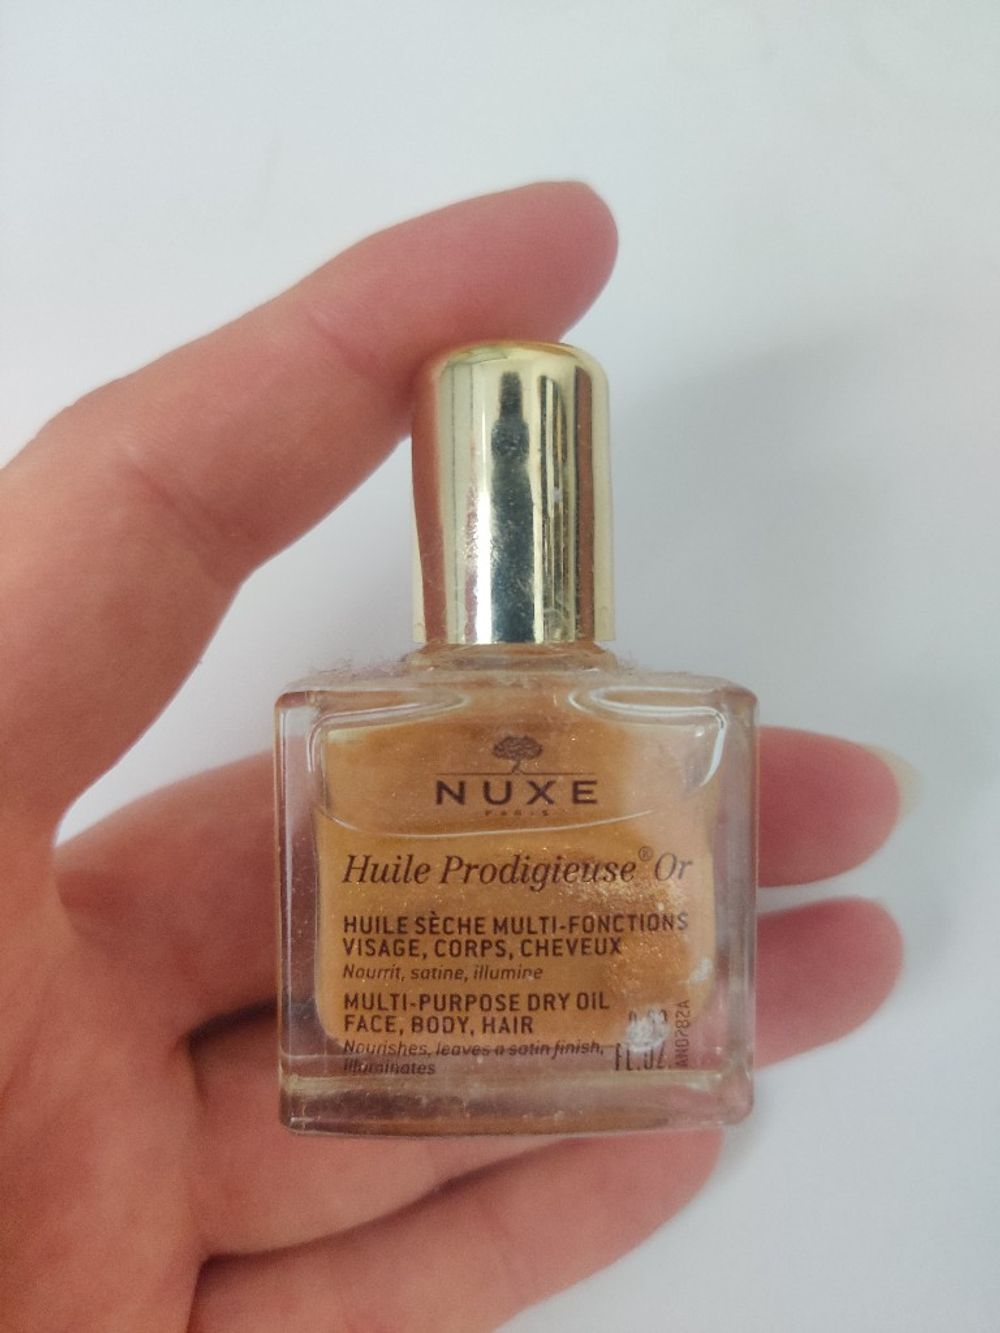 NUXE
PARIS
Huile Prodigieuse® Or
HUILE SÈCHE MULTI-FONCTIONS
VISAGE, CORPS, CHEVEUX
Nourrit, satine, illumine
MULTI-PURPOSE DRY OIL
FACE, BODY, HAIR
Nourishes, leaves a satin finish,
illuminates
FL.OZ.
AN0782A